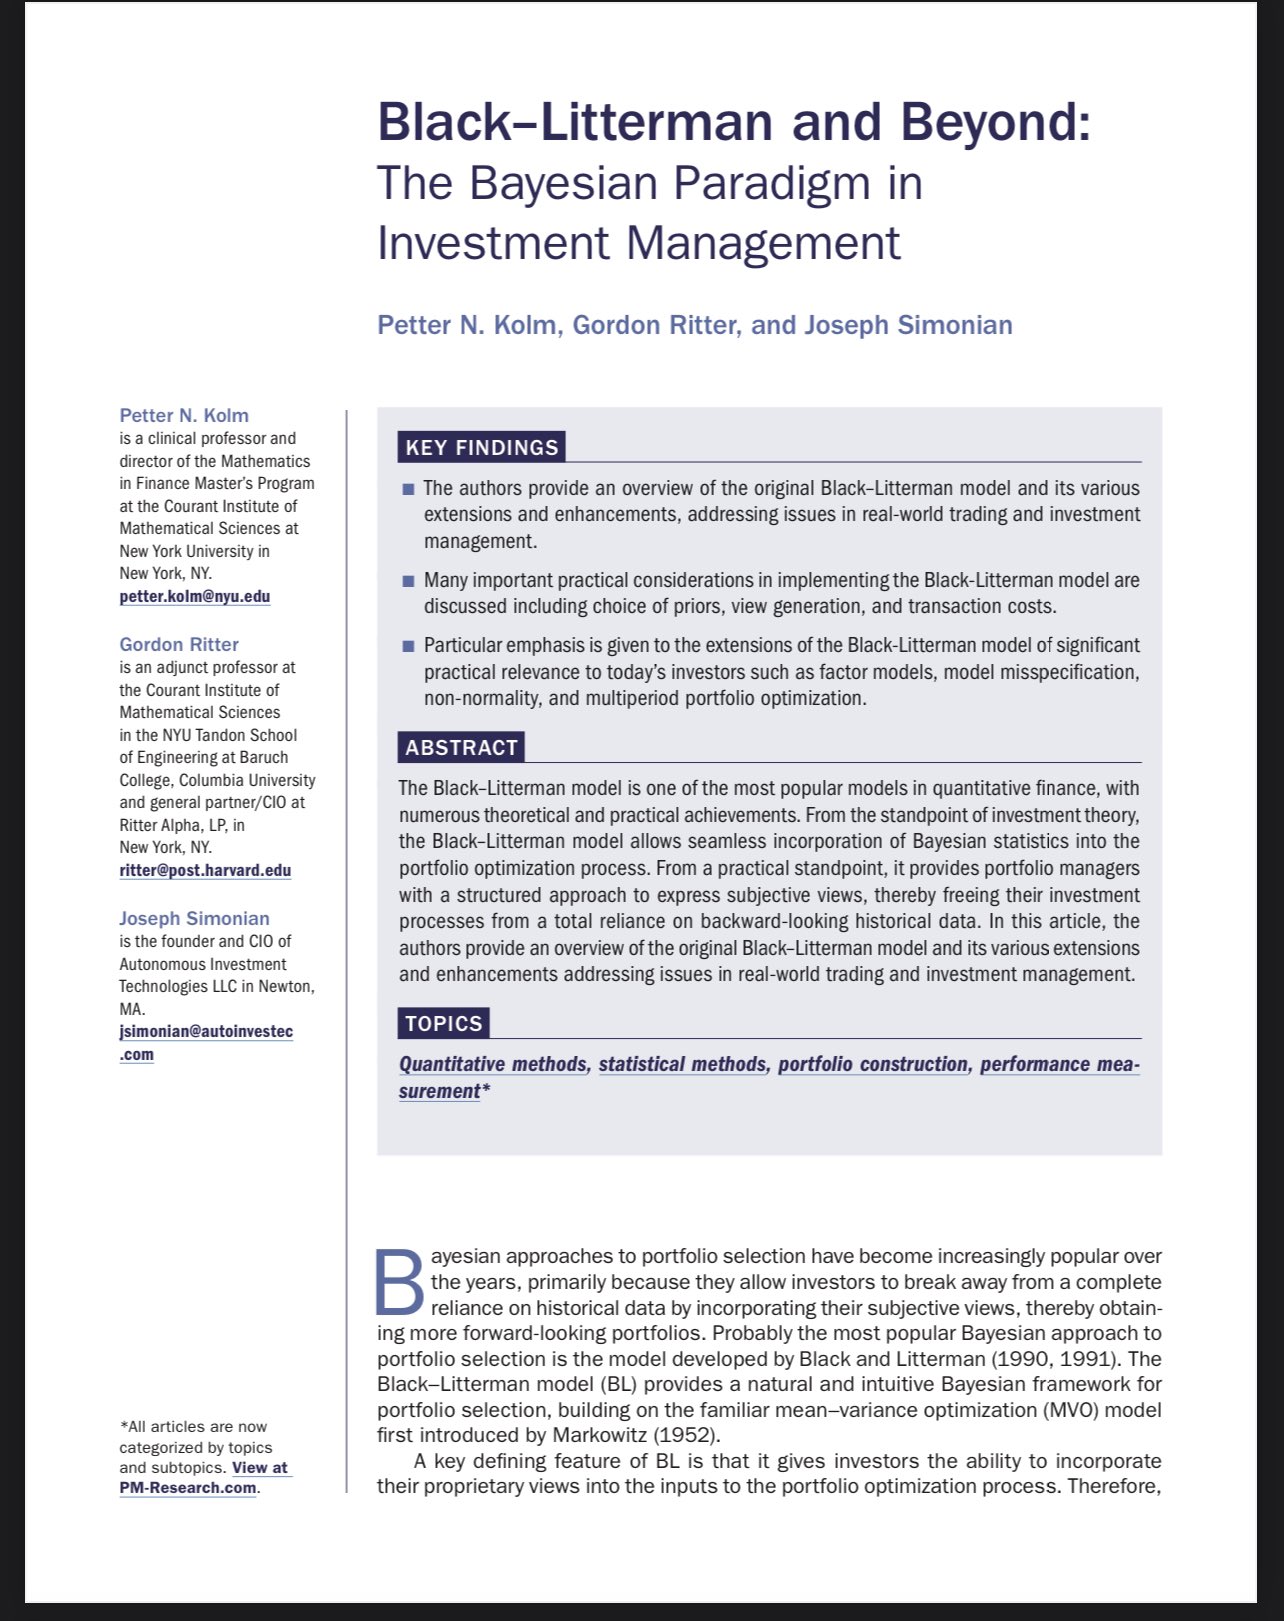 Black–Litterman and Beyond:
The Bayesian Paradigm in
Investment Management
Petter N. Kolm, Gordon Ritter, and Joseph Simonian
Petter N. Kolm
is a clinical professor and
director of the Mathematics
in Finance Master’s Program
at the Courant Institute of
Mathematical Sciences at
New York University in
New York, NY.
petter.kolm@nyu.edu
Gordon Ritter
is an adjunct professor at
the Courant Institute of
Mathematical Sciences
in the NYU Tandon School
of Engineering at Baruch
College, Columbia University
and general partner/CIO at
Ritter Alpha, LP, in
New York, NY.
ritter@post.harvard.edu
Joseph Simonian
is the founder and CIO of
Autonomous Investment
Technologies LLC in Newton,
MA.
jsimonian@autoinvestec
.com
*All articles are now
categorized by topics
and subtopics. View at
PM-Research.com.
KEY FINDINGS
■ The authors provide an overview of the original Black–Litterman model and its various
extensions and enhancements, addressing issues in real-world trading and investment
management.
■ Many important practical considerations in implementing the Black-Litterman model are
discussed including choice of priors, view generation, and transaction costs.
■ Particular emphasis is given to the extensions of the Black-Litterman model of significant
practical relevance to today’s investors such as factor models, model misspecification,
non-normality, and multiperiod portfolio optimization.
ABSTRACT
The Black–Litterman model is one of the most popular models in quantitative finance, with
numerous theoretical and practical achievements. From the standpoint of investment theory,
the Black–Litterman model allows seamless incorporation of Bayesian statistics into the
portfolio optimization process. From a practical standpoint, it provides portfolio managers
with a structured approach to express subjective views, thereby freeing their investment
processes from a total reliance on backward-looking historical data. In this article, the
authors provide an overview of the original Black–Litterman model and its various extensions
and enhancements addressing issues in real-world trading and investment management.
TOPICS
Quantitative methods, statistical methods, portfolio construction, performance mea-
surement*
Bayesian approaches to portfolio selection have become increasingly popular over
the years, primarily because they allow investors to break away from a complete
reliance on historical data by incorporating their subjective views, thereby obtain-
ing more forward-looking portfolios. Probably the most popular Bayesian approach to
portfolio selection is the model developed by Black and Litterman (1990, 1991). The
Black–Litterman model (BL) provides a natural and intuitive Bayesian framework for
portfolio selection, building on the familiar mean–variance optimization (MVO) model
first introduced by Markowitz (1952).
A key defining feature of BL is that it gives investors the ability to incorporate
their proprietary views into the inputs to the portfolio optimization process. Therefore,